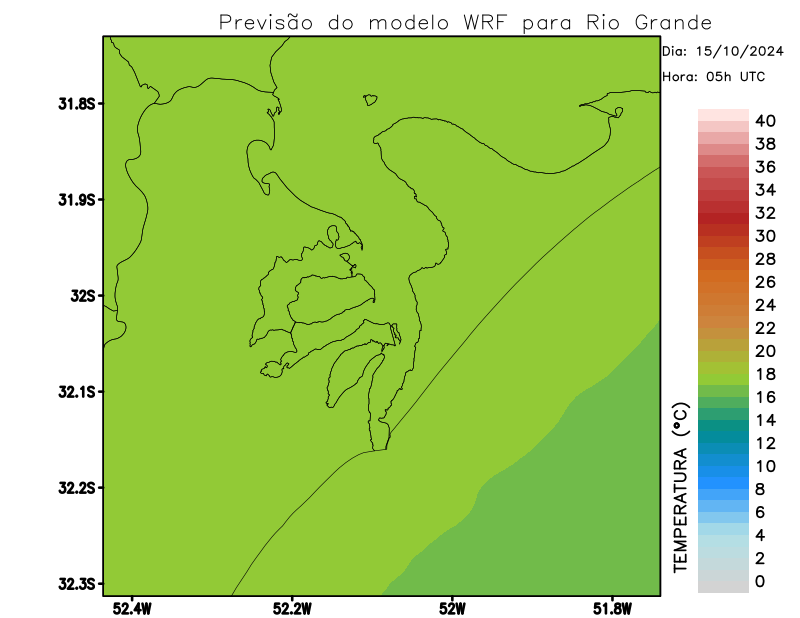 Previsão do modelo WRF para Rio Grande
Dia: 15/10/2024
Hora: 05h UTC
31.8S
31.9S
32S
32.1S
32.2S
32.3S
52.4W
52.2W
52W
51.8W
TEMPERATURA (°C)
40
38
36
34
32
30
28
26
24
22
20
18
16
14
12
10
8
6
4
2
0